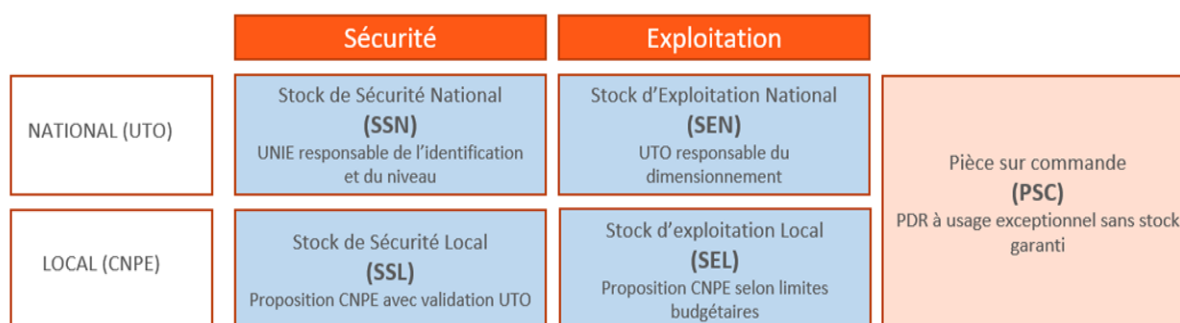 Sécurité
Exploitation
NATIONAL (UTO)
Stock de Sécurité National
(SSN)
UNIE responsable de l'identification
et du niveau
Stock d'Exploitation National
(SEN)
UTO responsable du
dimensionnement
Pièce sur commande
(PSC)
PDR à usage exceptionnel sans stock
garanti
LOCAL (CNPE)
Stock de Sécurité Local
(SSL)
Proposition CNPE avec validation UTO
Stock d'exploitation Local
(SEL)
Proposition CNPE selon limites
budgétaires